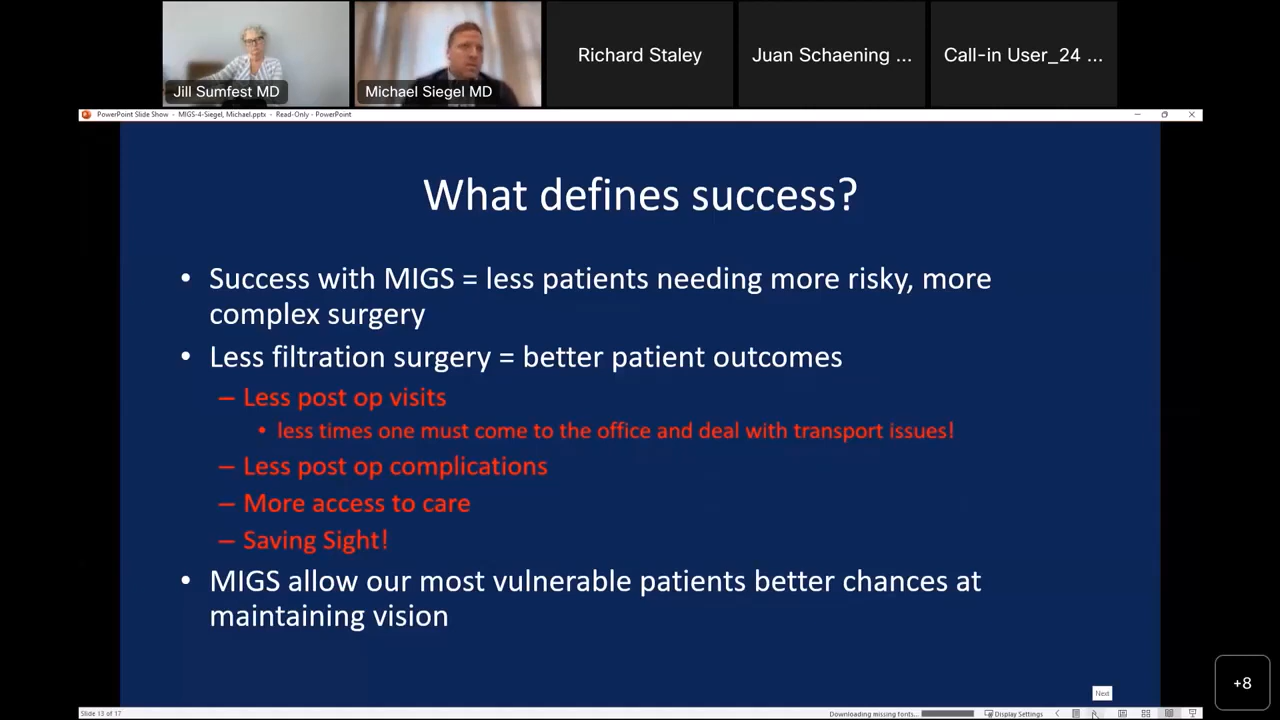 Jill Sumfest MD
Michael Siegel MD
Richard Staley
Juan Schaening ...
Call-in User_24 ...
PowerPoint Slide Show - MIGS-4-Siegel, Michael.pptx - Read-Only - PowerPoint
What defines success?
• Success with MIGS = less patients needing more risky, more
complex surgery
• Less filtration surgery = better patient outcomes
– Less post op visits
• less times one must come to the office and deal with transport issues!
– Less post op complications
– More access to care
– Saving Sight!
• MIGS allow our most vulnerable patients better chances at
maintaining vision
+8
Next
Slide 13 of 17
Downloading missing fonts...
Display Settings